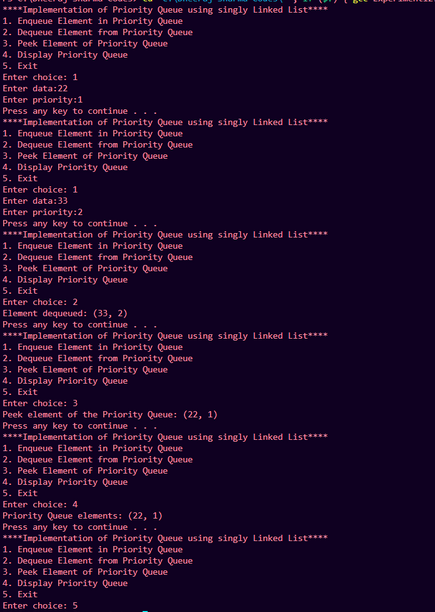 ****Implementation of Priority Queue using singly Linked List****
1. Enqueue Element in Priority Queue
2. Dequeue Element from Priority Queue
3. Peek Element of Priority Queue
4. Display Priority Queue
5. Exit
Enter choice: 1
Enter data:22
Enter priority:1
Press any key to continue . . .
****Implementation of Priority Queue using singly Linked List****
1. Enqueue Element in Priority Queue
2. Dequeue Element from Priority Queue
3. Peek Element of Priority Queue
4. Display Priority Queue
5. Exit
Enter choice: 1
Enter data:33
Enter priority:2
Press any key to continue . . .
****Implementation of Priority Queue using singly Linked List****
1. Enqueue Element in Priority Queue
2. Dequeue Element from Priority Queue
3. Peek Element of Priority Queue
4. Display Priority Queue
5. Exit
Enter choice: 2
Element dequeued: (33, 2)
Press any key to continue . . .
****Implementation of Priority Queue using singly Linked List****
1. Enqueue Element in Priority Queue
2. Dequeue Element from Priority Queue
3. Peek Element of Priority Queue
4. Display Priority Queue
5. Exit
Enter choice: 3
Peek element of the Priority Queue: (22, 1)
Press any key to continue . . .
****Implementation of Priority Queue using singly Linked List****
1. Enqueue Element in Priority Queue
2. Dequeue Element from Priority Queue
3. Peek Element of Priority Queue
4. Display Priority Queue
5. Exit
Enter choice: 4
Priority Queue elements: (22, 1)
Press any key to continue . . .
****Implementation of Priority Queue using singly Linked List****
1. Enqueue Element in Priority Queue
2. Dequeue Element from Priority Queue
3. Peek Element of Priority Queue
4. Display Priority Queue
5. Exit
Enter choice: 5